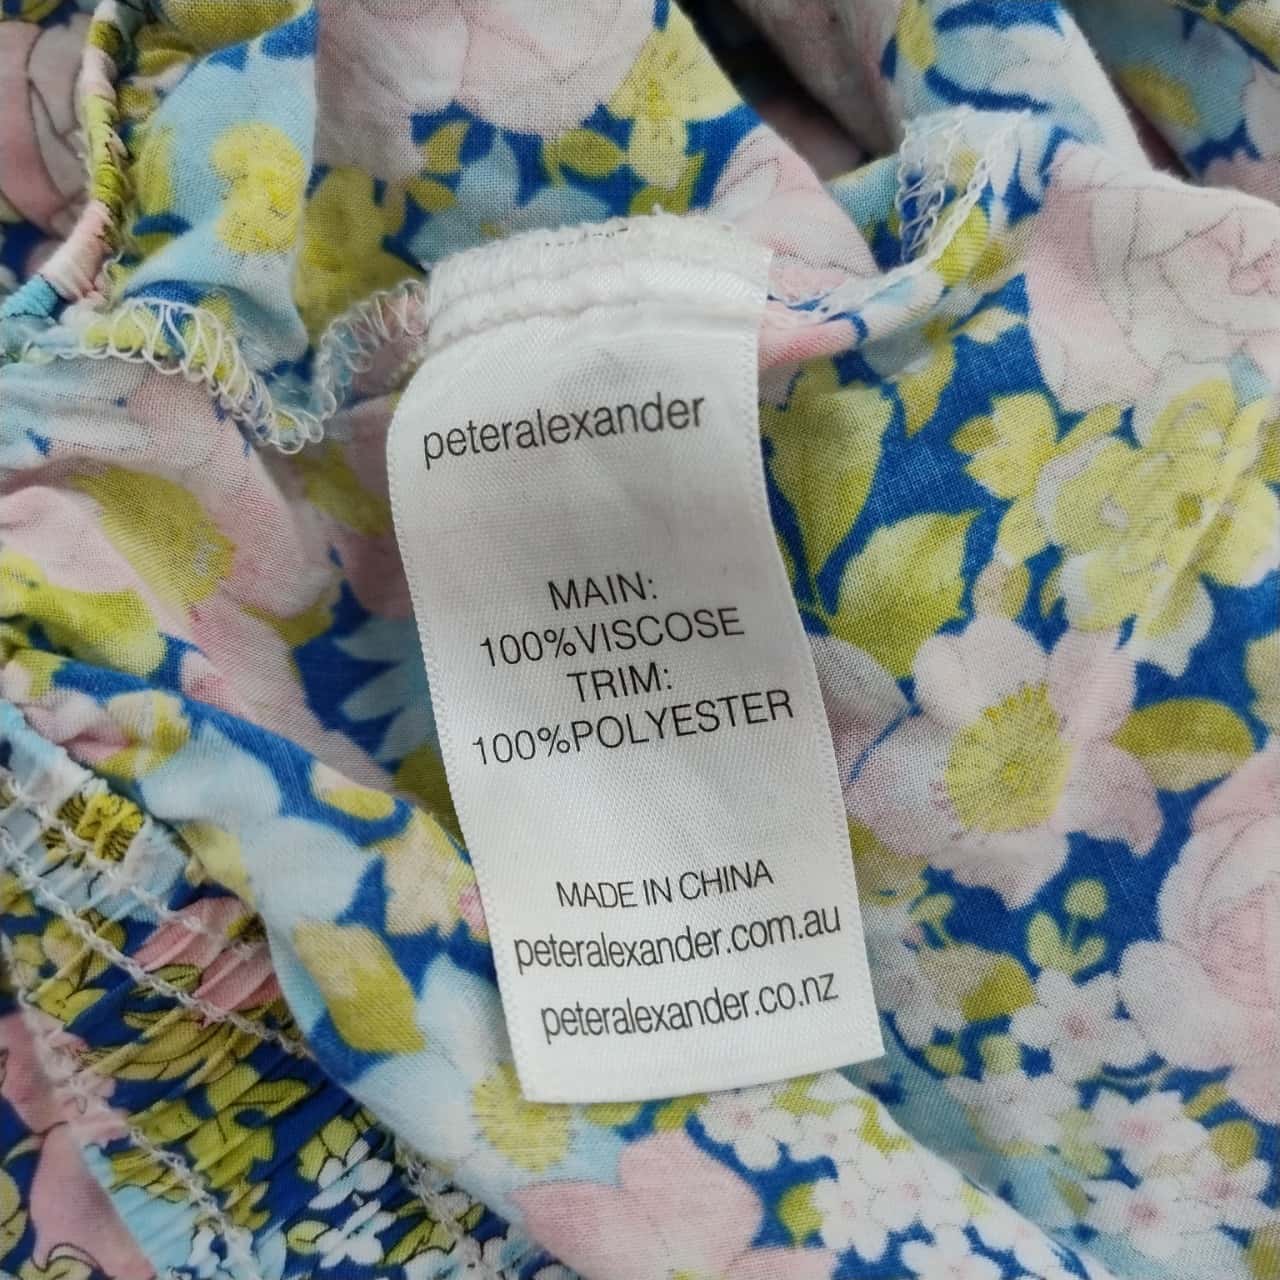 peteralexander
MAIN:
100%VISCOSE
TRIM:
100%POLYESTER
MADE IN CHINA
peteralexander.com.au
peteralexander.co.nz